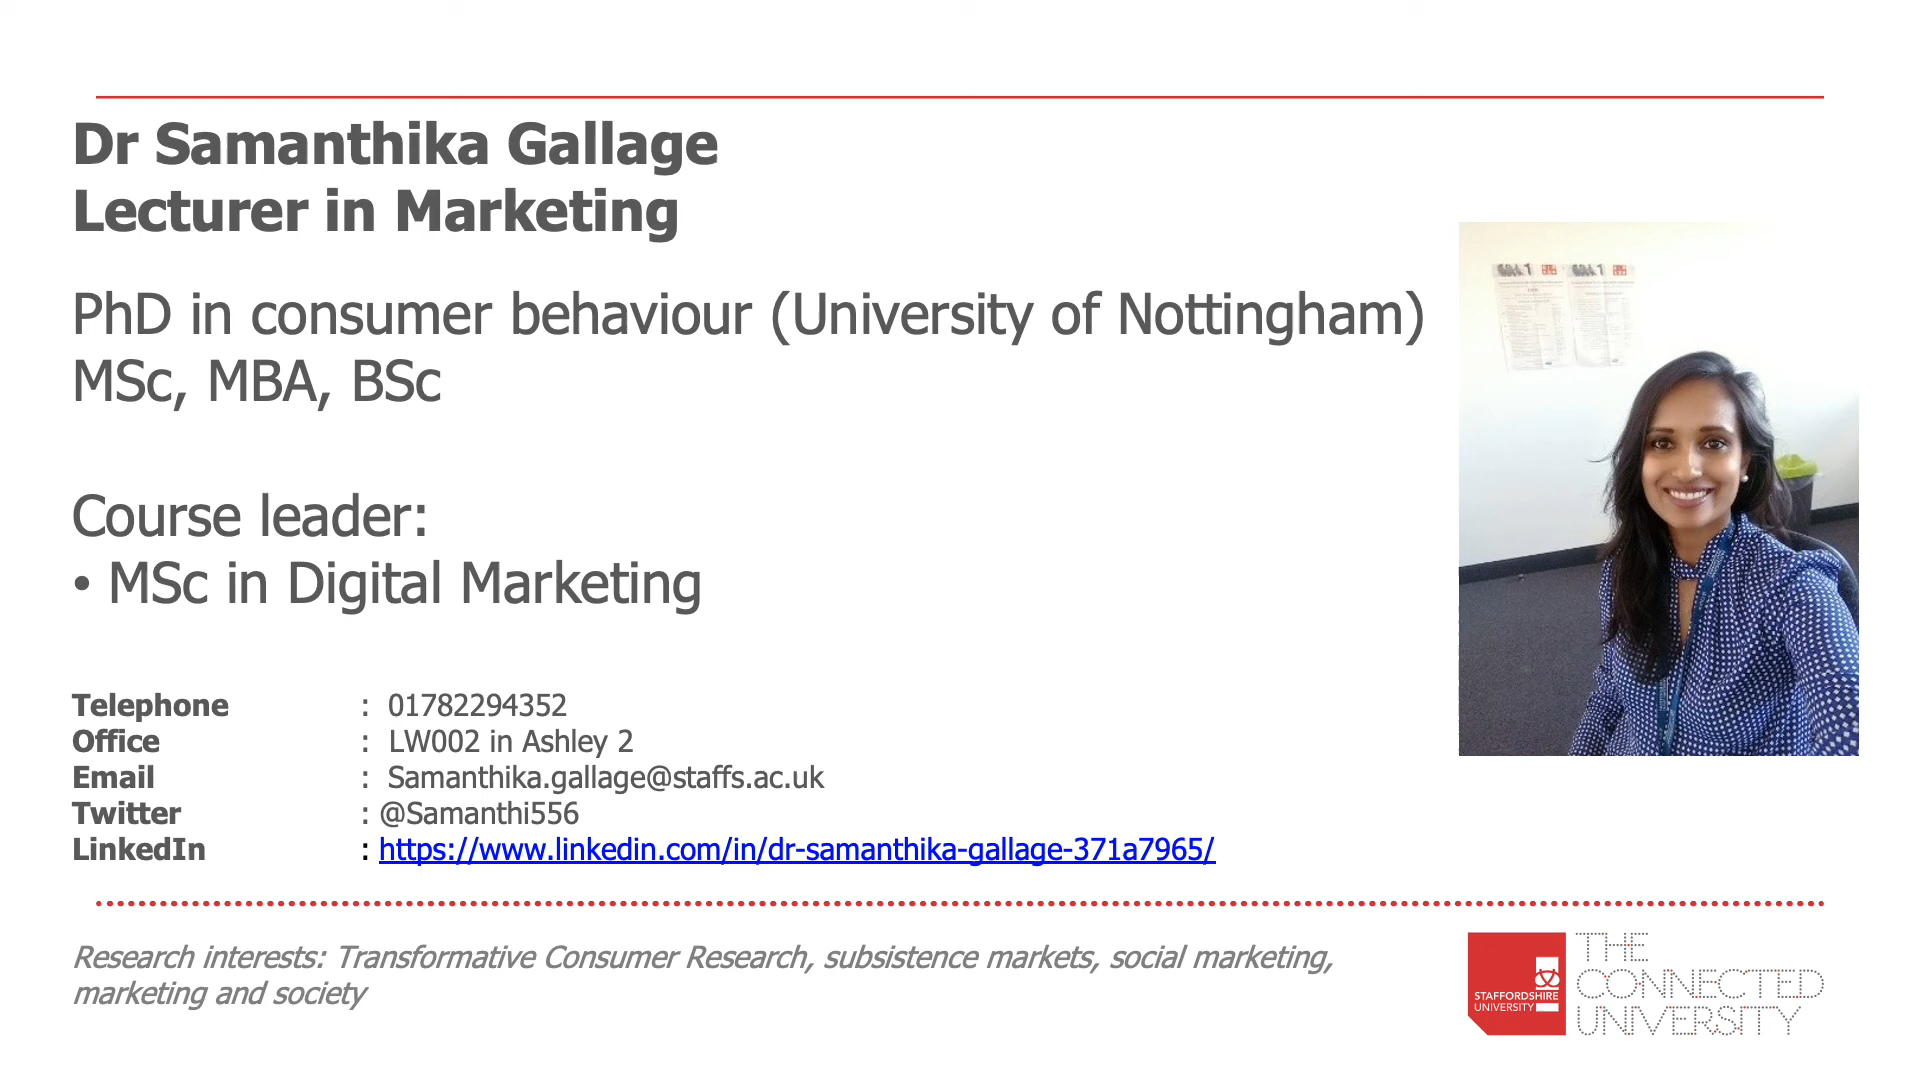 Dr Samanthika Gallage
Lecturer in Marketing
PhD in consumer behaviour (University of Nottingham)
MSc, MBA, BSc
Course leader:
• MSc in Digital Marketing
Telephone : 01782294352
Office : LW002 in Ashley 2
Email : Samanthika.gallage@staffs.ac.uk
Twitter : @Samanthi556
LinkedIn : https://www.linkedin.com/in/dr-samanthika-gallage-371a7965/
Research interests: Transformative Consumer Research, subsistence markets, social marketing,
marketing and society
STAFFORDSHIRE
UNIVERSITY
THE
CONNECTED
UNIVERSITY